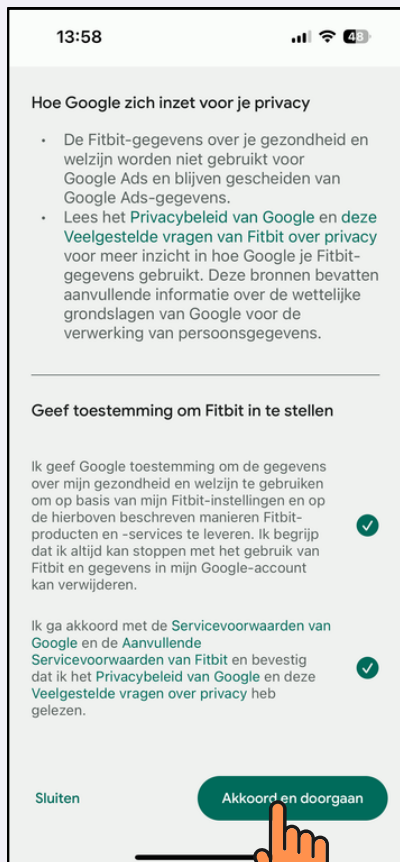 13:58
48
Hoe Google zich inzet voor je privacy
• De Fitbit-gegevens over je gezondheid en
welzijn worden niet gebruikt voor
Google Ads en blijven gescheiden van
Google Ads-gegevens.
• Lees het Privacybeleid van Google en deze
Veelgestelde vragen van Fitbit over privacy
voor meer inzicht in hoe Google je Fitbit-
gegevens gebruikt. Deze bronnen bevatten
aanvullende informatie over de wettelijke
grondslagen van Google voor de
verwerking van persoonsgegevens.
Geef toestemming om Fitbit in te stellen
Ik geef Google toestemming om de gegevens
over mijn gezondheid en welzijn te gebruiken
om op basis van mijn Fitbit-instellingen en op
de hierboven beschreven manieren Fitbit-
producten en -services te leveren. Ik begrijp
dat ik altijd kan stoppen met het gebruik van
Fitbit en gegevens in mijn Google-account
kan verwijderen.
Ik ga akkoord met de Servicevoorwaarden van
Google en de Aanvullende
Servicevoorwaarden van Fitbit en bevestig
dat ik het Privacybeleid van Google en deze
Veelgestelde vragen over privacy heb
gelezen.
Sluiten
Akkoord en doorgaan